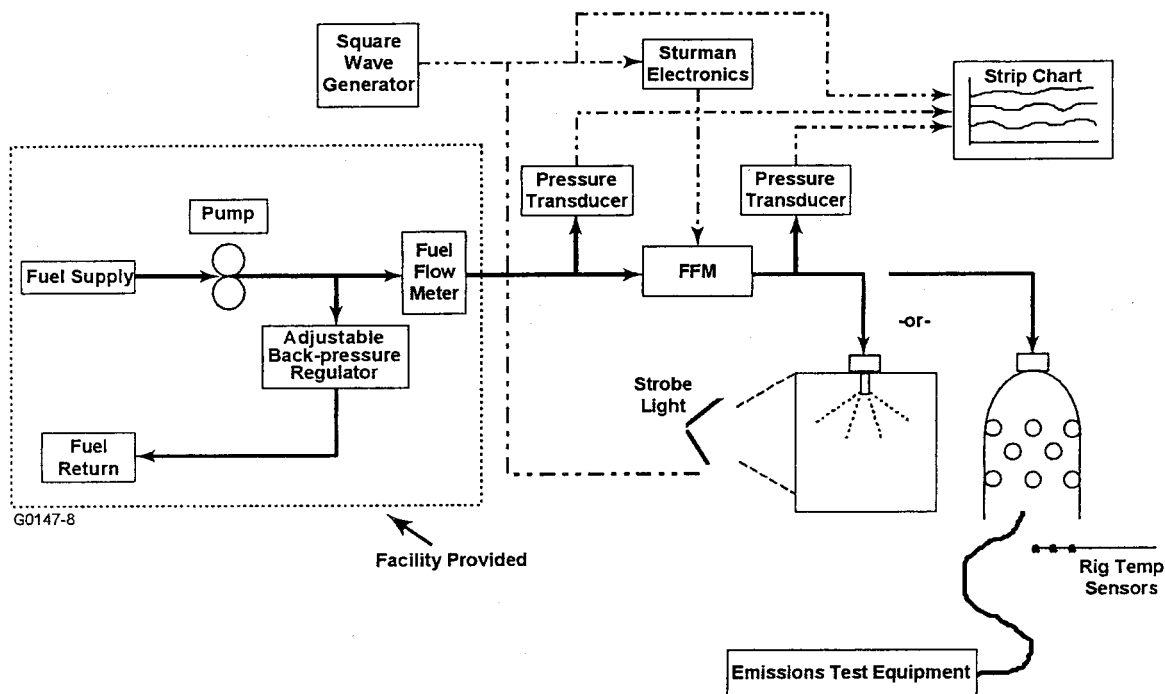 Square
Wave
Generator
Sturman
Electronics
Strip Chart
Pressure
Transducer
Pressure
Transducer
Pump
Fuel Supply
Fuel
Flow
Meter
FFM
Adjustable
Back-pressure
Regulator
-or-
Strobe
Light
Fuel
Return
G0147-8
Facility Provided
Rig Temp
Sensors
Emissions Test Equipment